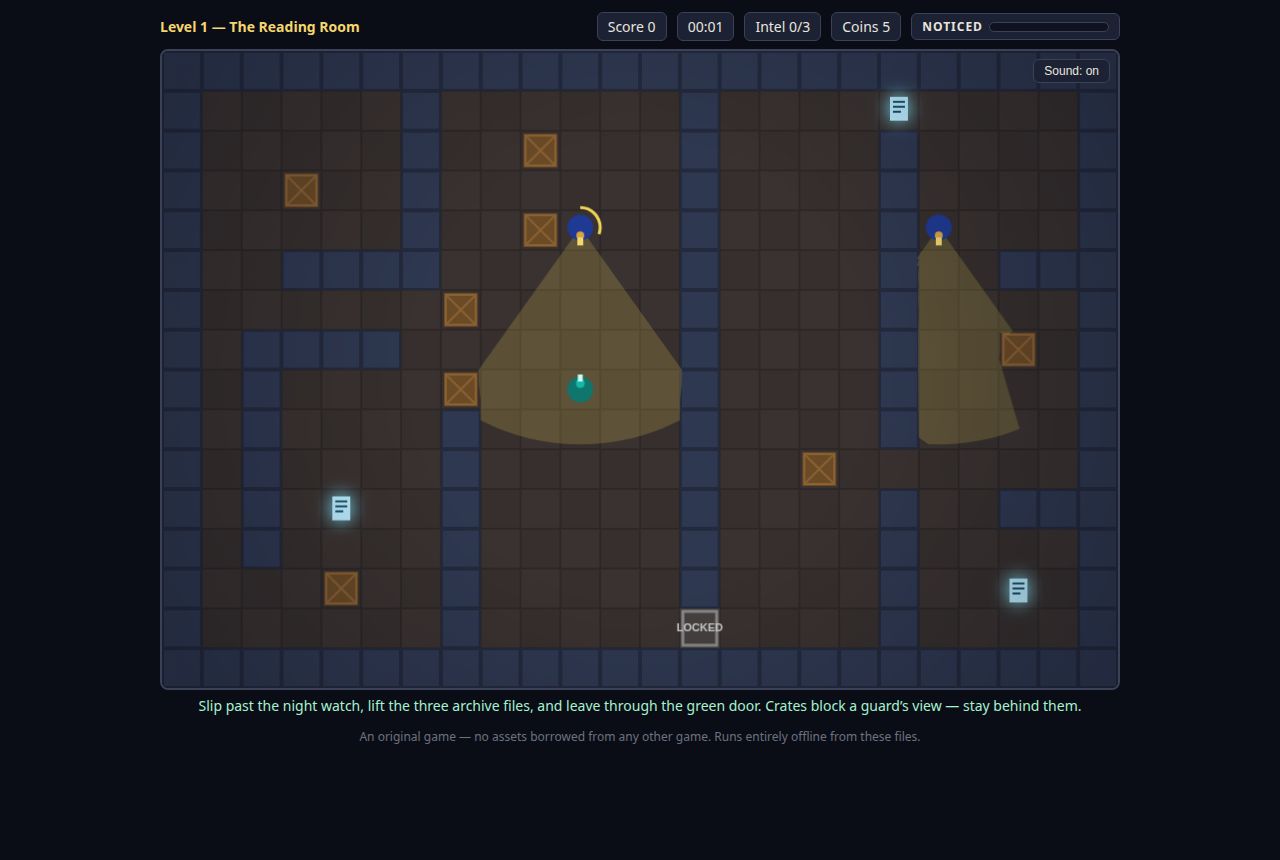 Level 1 — The Reading Room
Score 0
00:01
Intel 0/3
Coins 5
NOTICED
Sound: on
LOCKED
Slip past the night watch, lift the three archive files, and leave through the green door. Crates block a guard’s view — stay behind them.
An original game — no assets borrowed from any other game. Runs entirely offline from these files.